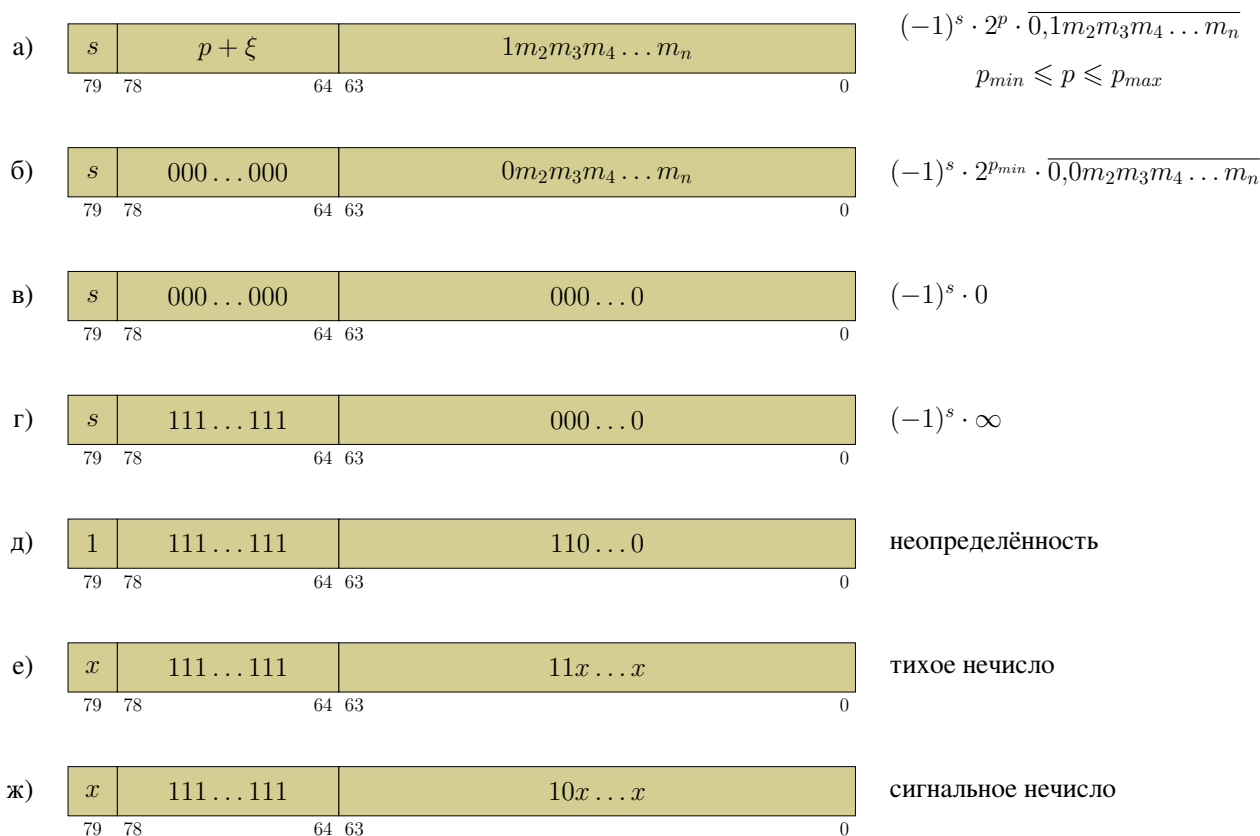 а) s p + ξ 1m₂m₃m₄ … mₙ (−1)ˢ · 2ᵖ · 0,1m₂m₃m₄ … mₙ
79 78 64 63 0 pₘᵢₙ ⩽ p ⩽ pₘₐₓ
б) s 000 … 000 0m₂m₃m₄ … mₙ (−1)ˢ · 2^{pₘᵢₙ} · 0,0m₂m₃m₄ … mₙ
79 78 64 63 0
в) s 000 … 000 000 … 0 (−1)ˢ · 0
79 78 64 63 0
г) s 111 … 111 000 … 0 (−1)ˢ · ∞
79 78 64 63 0
д) 1 111 … 111 110 … 0 неопределённость
79 78 64 63 0
е) x 111 … 111 11x … x тихое нечисло
79 78 64 63 0
ж) x 111 … 111 10x … x сигнальное нечисло
79 78 64 63 0